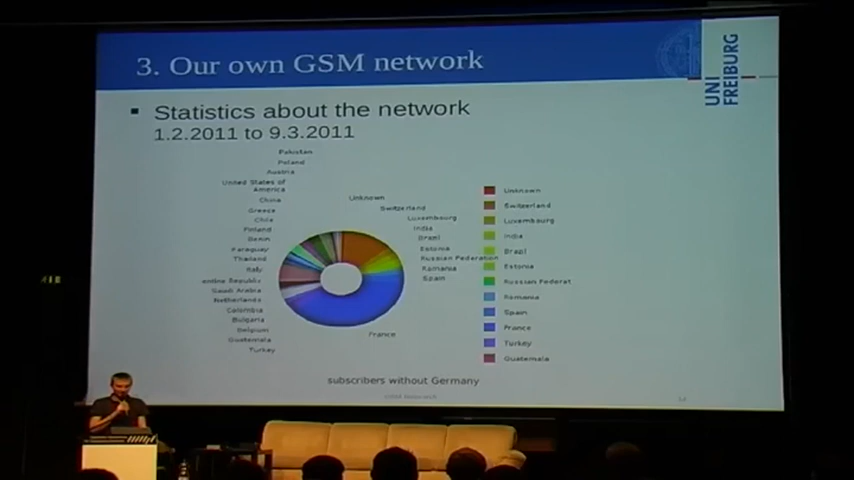 3. Our own GSM network
UNI
FREIBURG
Statistics about the network
1.2.2011 to 9.3.2011
Pakistan
Poland
Austria
United States of
America
China
Greece
Chile
Finland
Benin
Paraguay
Thailand
Italy
Republic
Saudi Arabia
Netherlands
Colombia
Bulgaria
Belgium
Guatemala
Turkey
Unknown
Switzerland
Luxembourg
India
Brazil
Estonia
Russian Federation
Romania
Spain
France
Unknown
Switzerland
Luxembourg
India
Brazil
Estonia
Russian Federat
Romania
Spain
France
Turkey
Guatemala
subscribers without Germany